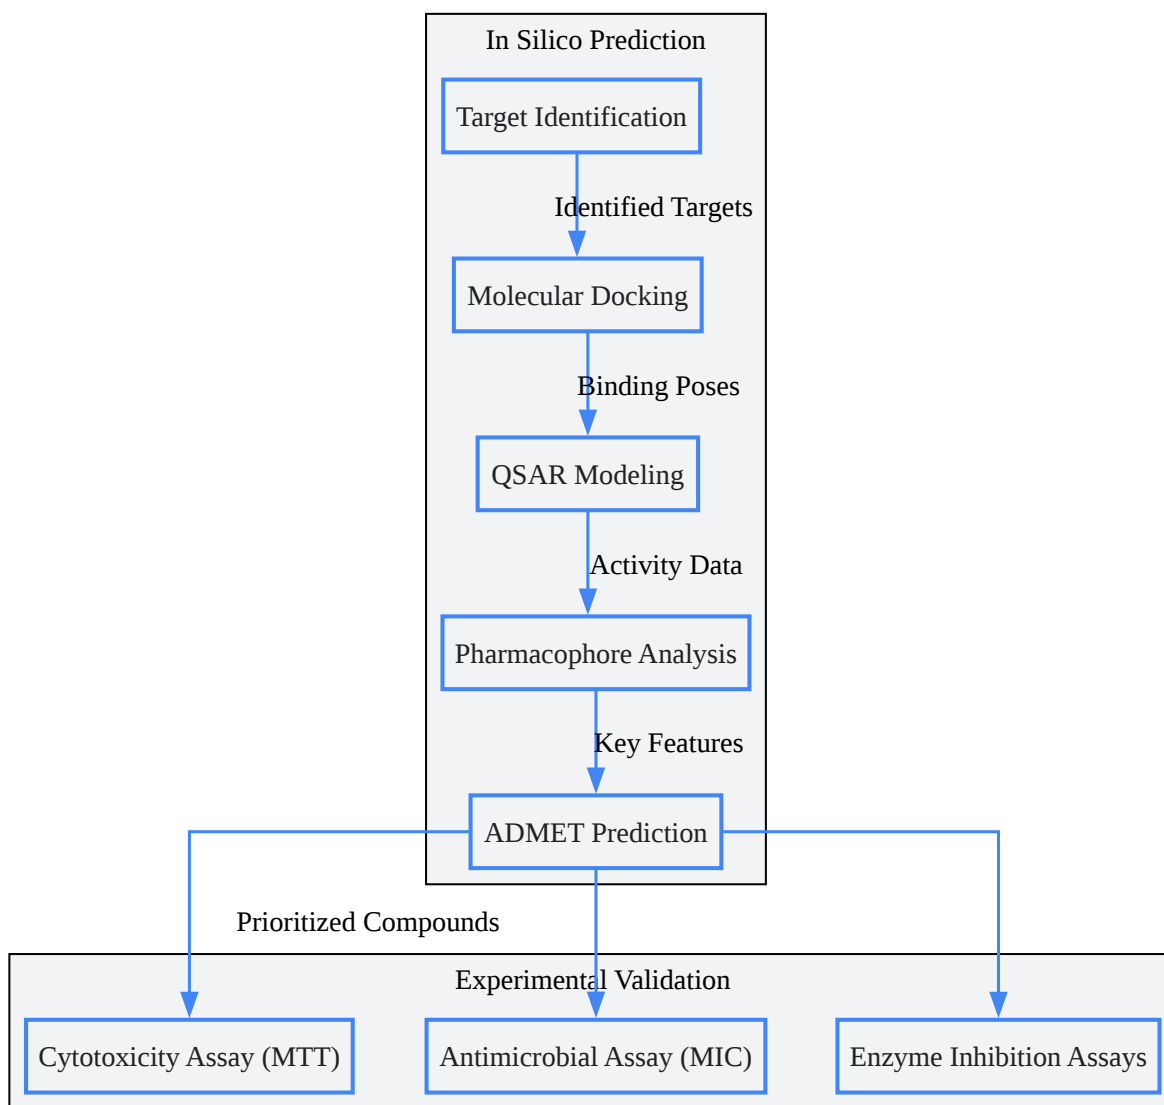 In Silico Prediction
Target Identification
Identified Targets
Molecular Docking
Binding Poses
QSAR Modeling
Activity Data
Pharmacophore Analysis
Key Features
ADMET Prediction
Prioritized Compounds
Experimental Validation
Cytotoxicity Assay (MTT)
Antimicrobial Assay (MIC)
Enzyme Inhibition Assays